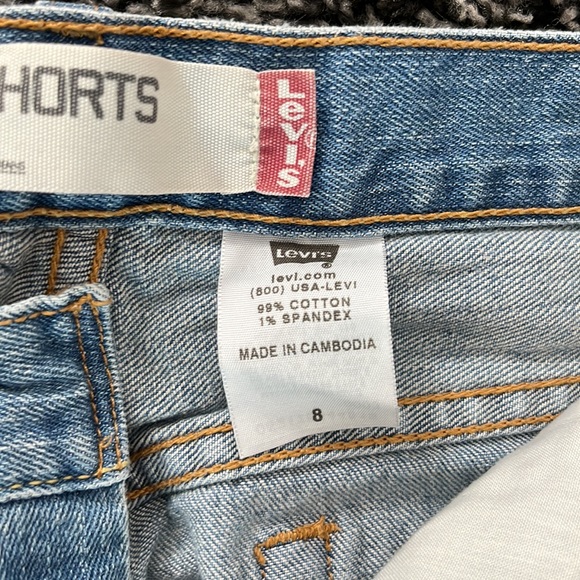 HORTS
Levi's
®
Levi's
®
levi.com
(800) USA-LEVI
99% COTTON
1% SPANDEX
MADE IN CAMBODIA
8